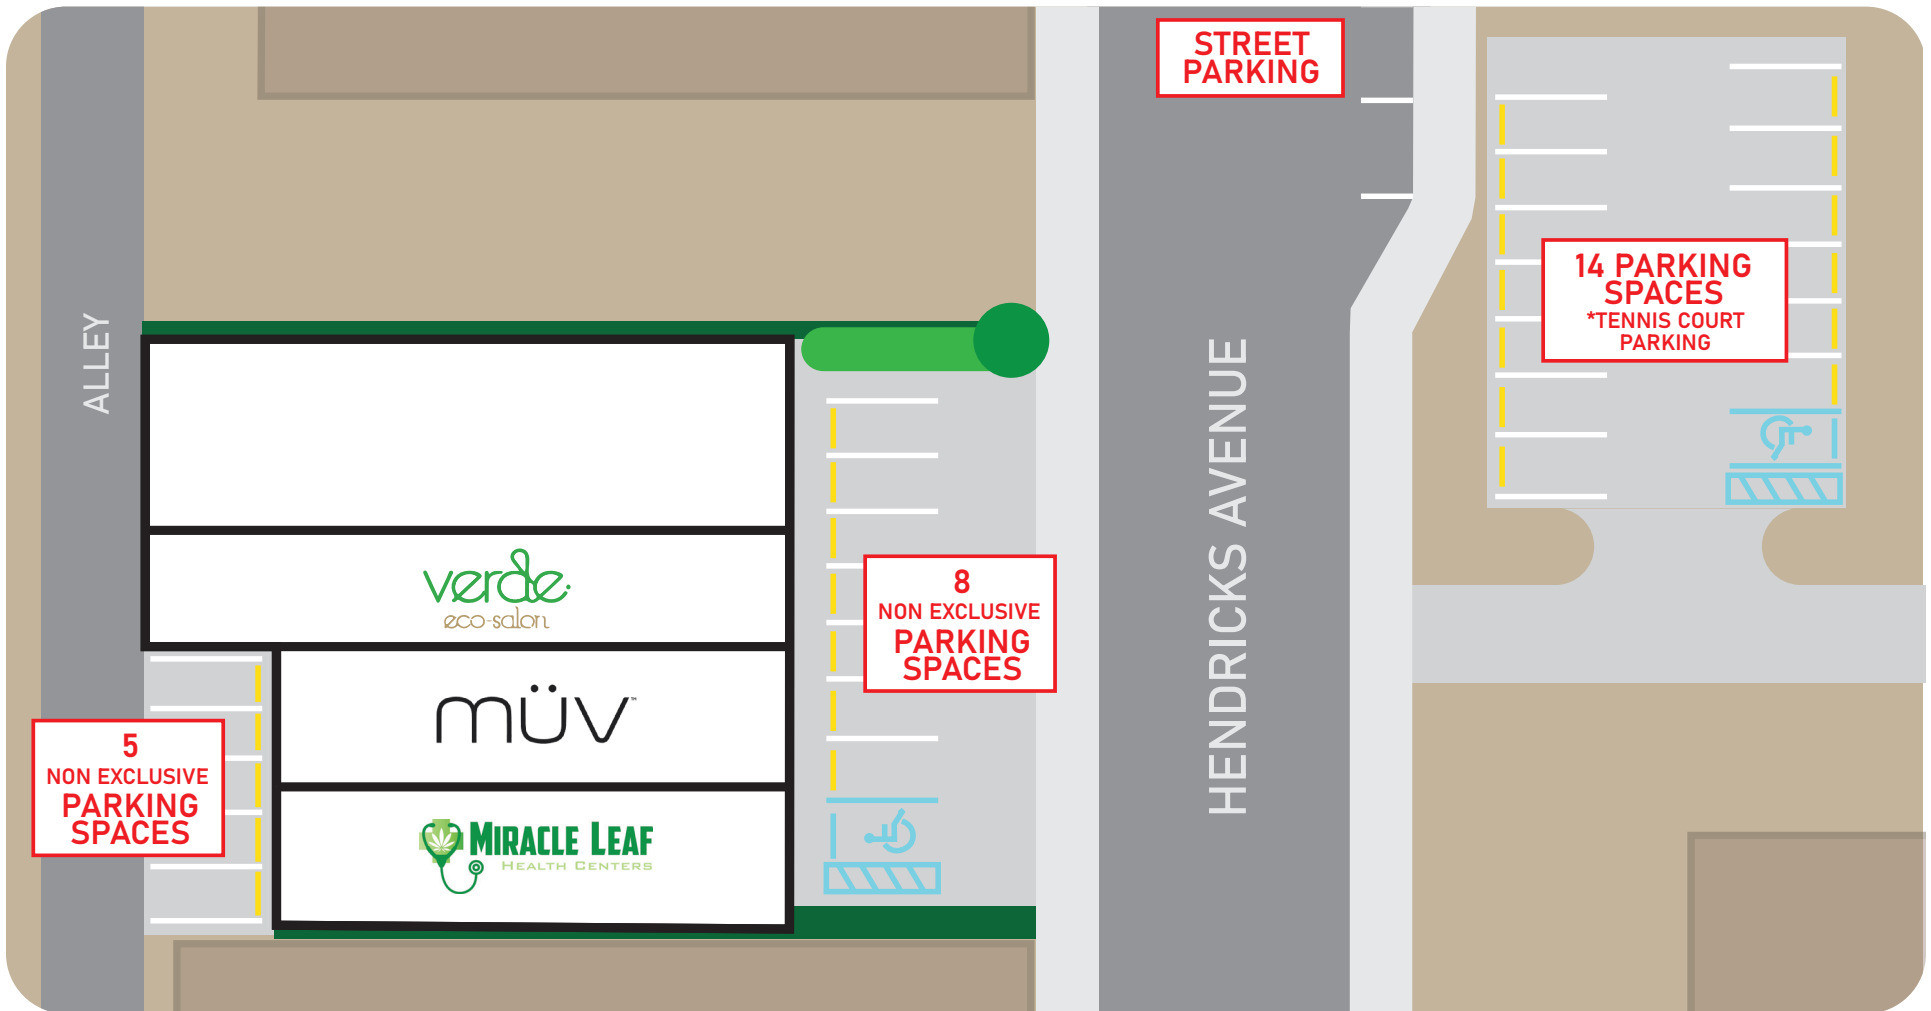 STREET
PARKING
14 PARKING
SPACES
*TENNIS COURT
PARKING
ALLEY
HENDRICKS AVENUE
verde
eco-salon
8
NON EXCLUSIVE
PARKING
SPACES
müv™
5
NON EXCLUSIVE
PARKING
SPACES
MIRACLE LEAF
HEALTH CENTERS